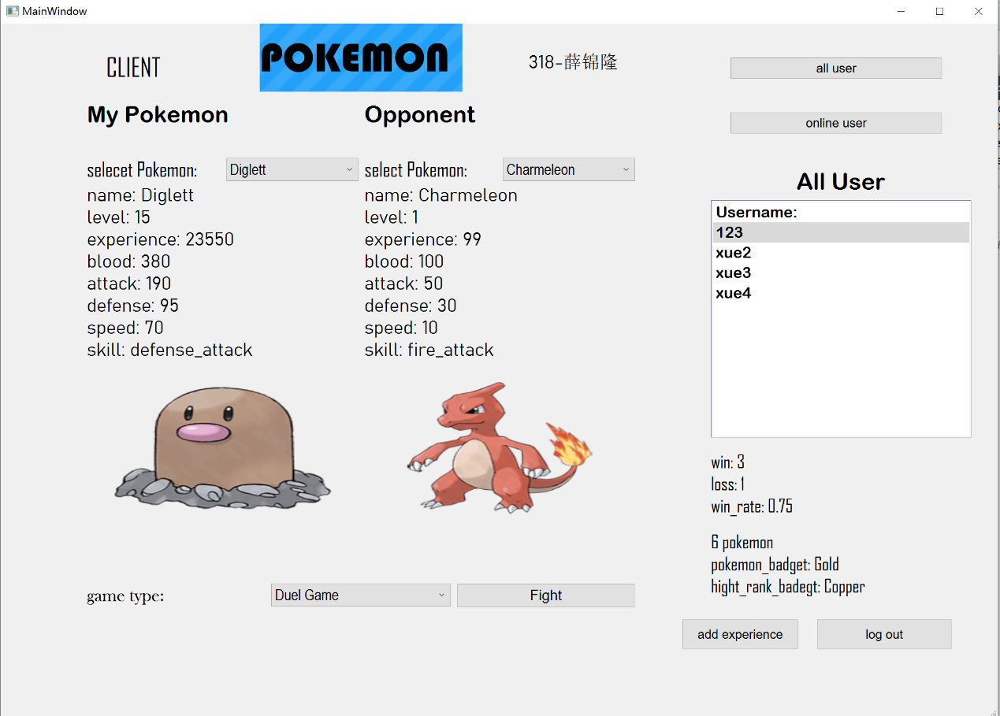 MainWindow
CLIENT
POKEMON
318-薛锦隆
all user
online user
My Pokemon
Opponent
selecet Pokemon:
Diglett
select Pokemon:
Charmeleon
name: Diglett
level: 15
experience: 23550
blood: 380
attack: 190
defense: 95
speed: 70
skill: defense_attack
name: Charmeleon
level: 1
experience: 99
blood: 100
attack: 50
defense: 30
speed: 10
skill: fire_attack
All User
Username:
123
xue2
xue3
xue4
win: 3
loss: 1
win_rate: 0.75
6 pokemon
pokemon_badget: Gold
hight_rank_badegt: Copper
game type:
Duel Game
Fight
add experience
log out